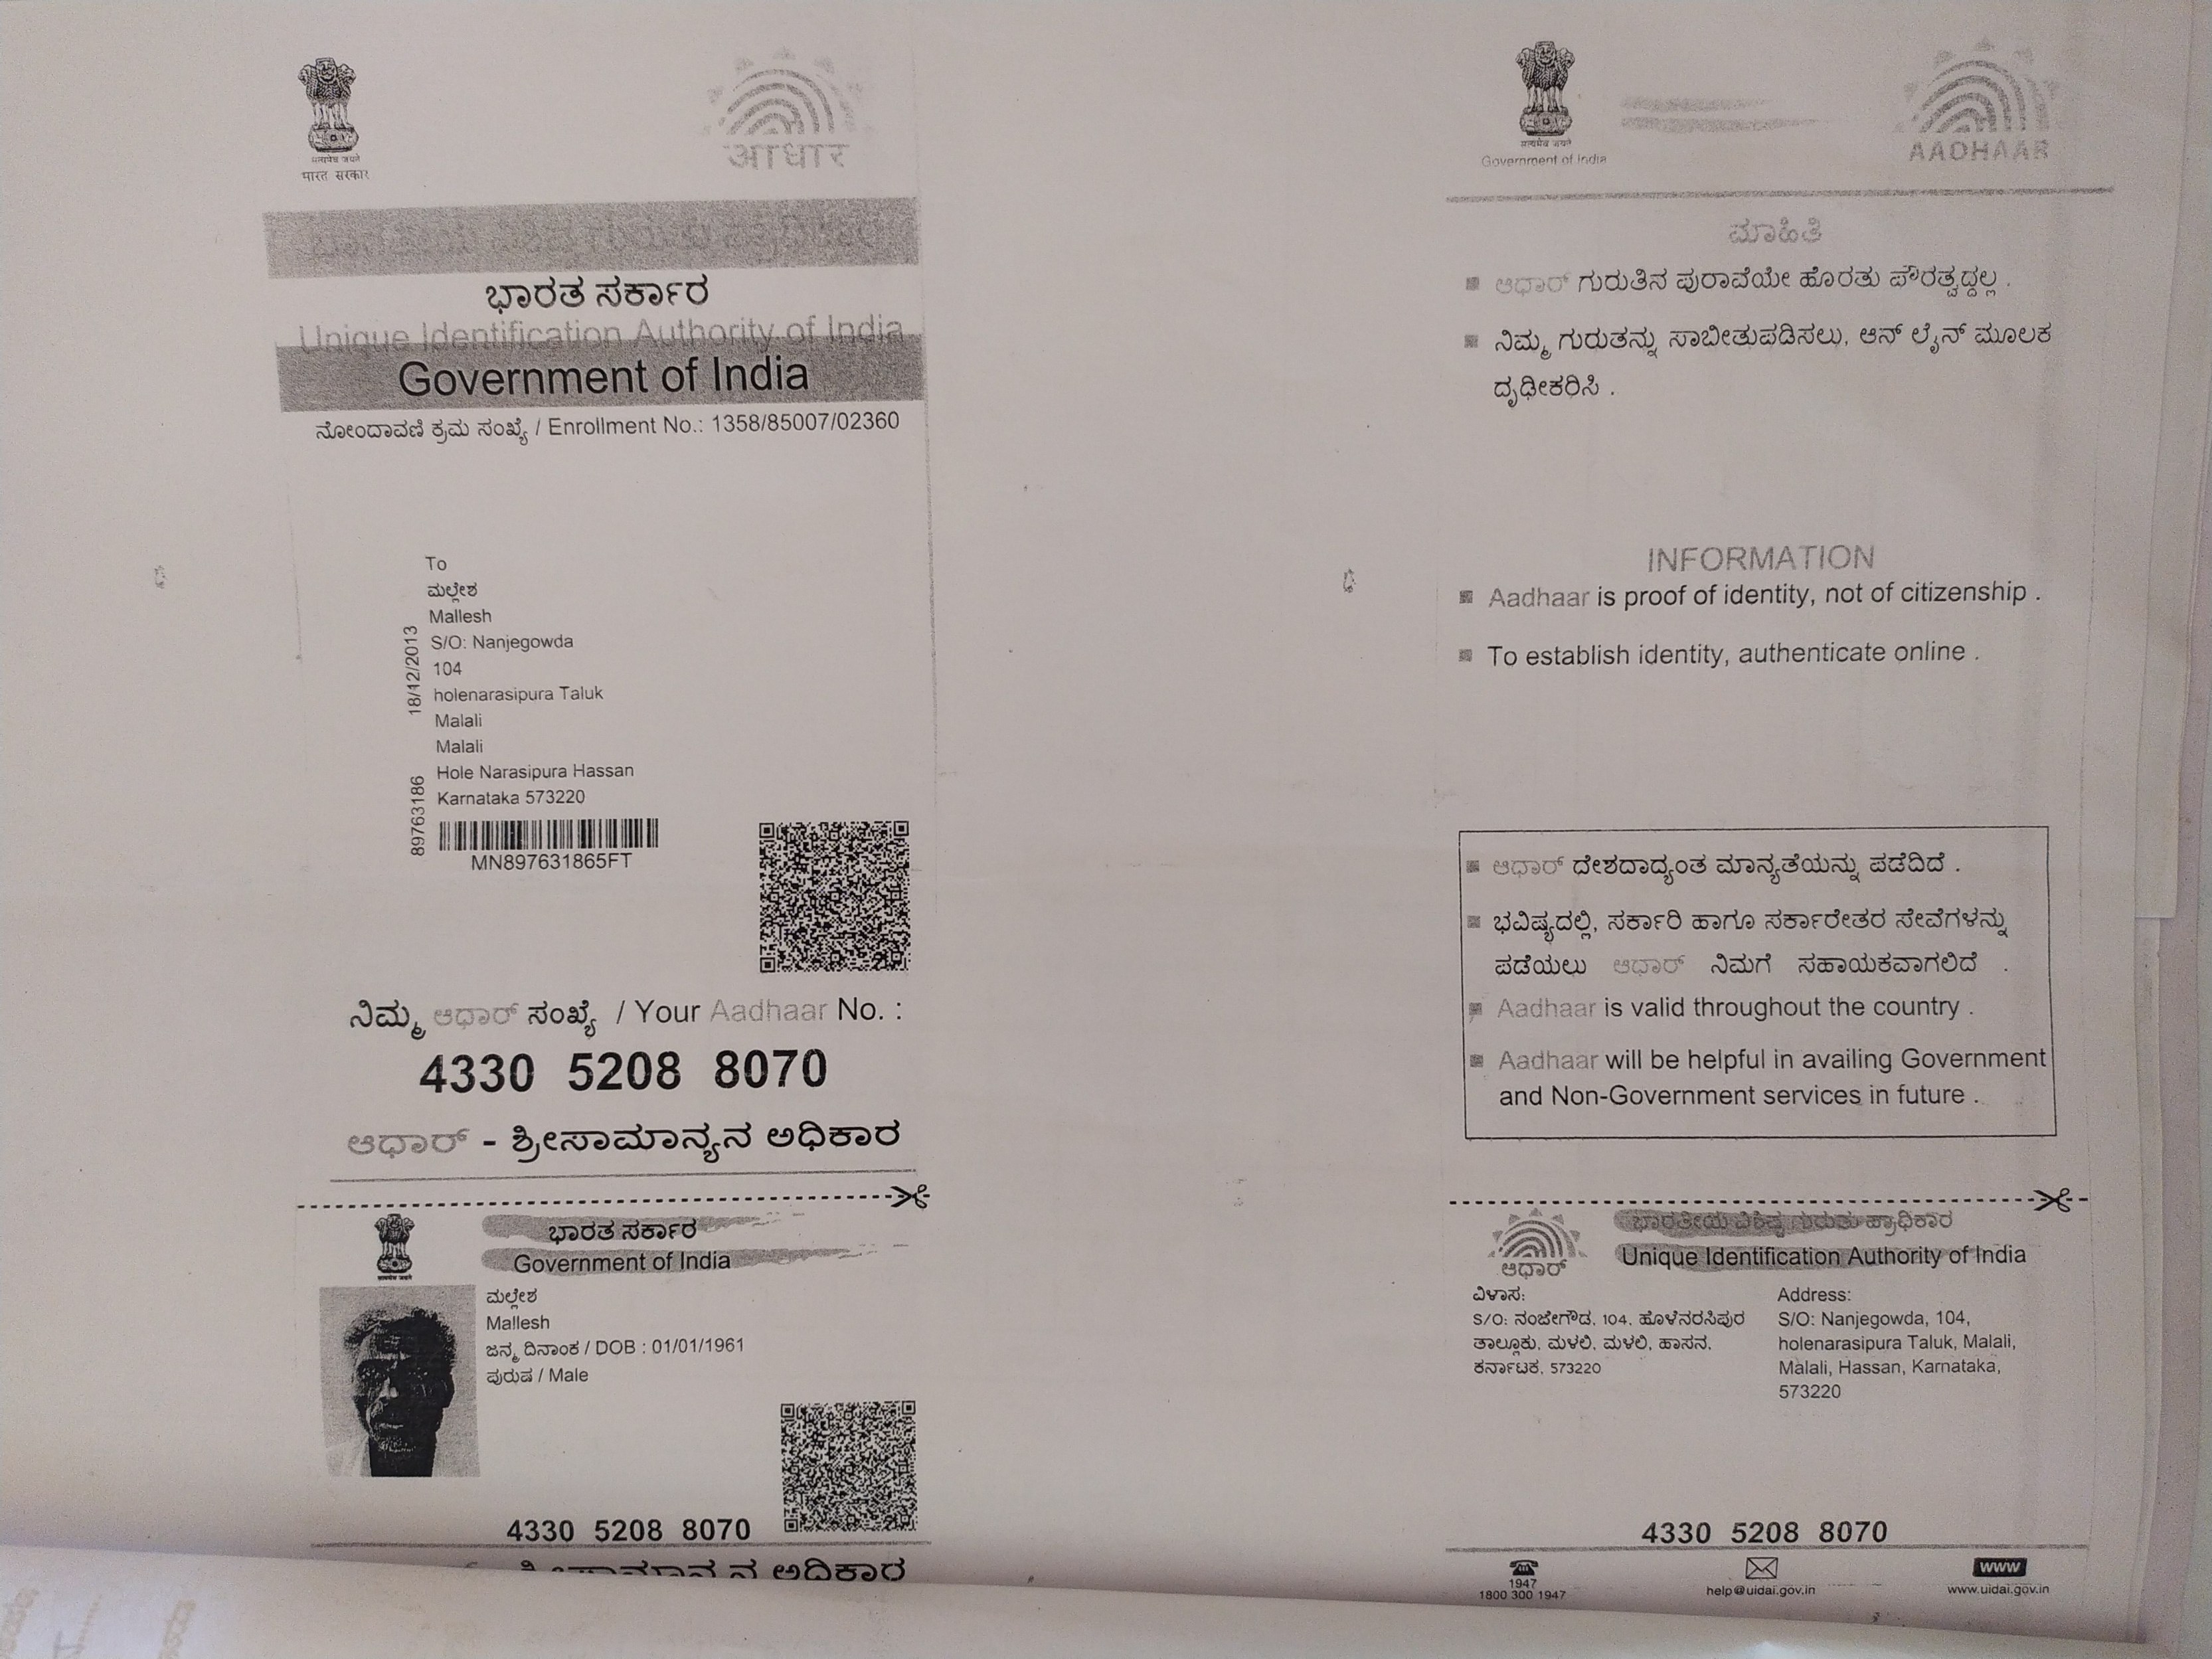 सत्यमेव जयते
भारत सरकार
आधार
ಭಾರತ ಸರ್ಕಾರ
Unique Identification Authority of India
Government of India
ನೋಂದಾವಣಿ ಕ್ರಮ ಸಂಖ್ಯೆ / Enrollment No.: 1358/85007/02360
To
ಮಲ್ಲೇಶ
Mallesh
S/O: Nanjegowda
104
holenarasipura Taluk
Malali
Malali
Hole Narasipura Hassan
Karnataka 573220
18/12/2013
89763186
MN897631865FT
ನಿಮ್ಮ ಆಧಾರ್ ಸಂಖ್ಯೆ / Your Aadhaar No. :
4330 5208 8070
ಆಧಾರ್ - ಶ್ರೀಸಾಮಾನ್ಯನ ಅಧಿಕಾರ
ಭಾರತ ಸರ್ಕಾರ
Government of India
ಮಲ್ಲೇಶ
Mallesh
ಜನ್ಮ ದಿನಾಂಕ / DOB : 01/01/1961
ಪುರುಷ / Male
4330 5208 8070
सत्यमेव जयते
Government of India
AADHAAR
ಮಾಹಿತಿ
ಆಧಾರ್ ಗುರುತಿನ ಪುರಾವೆಯೇ ಹೊರತು ಪೌರತ್ವದ್ದಲ್ಲ .
ನಿಮ್ಮ ಗುರುತನ್ನು ಸಾಬೀತುಪಡಿಸಲು, ಆನ್ ಲೈನ್ ಮೂಲಕ
ದೃಢೀಕರಿಸಿ .
INFORMATION
Aadhaar is proof of identity, not of citizenship .
To establish identity, authenticate online .
ಆಧಾರ್ ದೇಶದಾದ್ಯಂತ ಮಾನ್ಯತೆಯನ್ನು ಪಡೆದಿದೆ .
ಭವಿಷ್ಯದಲ್ಲಿ, ಸರ್ಕಾರಿ ಹಾಗೂ ಸರ್ಕಾರೇತರ ಸೇವೆಗಳನ್ನು
ಪಡೆಯಲು ಆಧಾರ್ ನಿಮಗೆ ಸಹಾಯಕವಾಗಲಿದೆ .
Aadhaar is valid throughout the country .
Aadhaar will be helpful in availing Government
and Non-Government services in future .
ಆಧಾರ್
ಭಾರತೀಯ ವಿಶಿಷ್ಟ ಗುರುತು ಪ್ರಾಧಿಕಾರ
Unique Identification Authority of India
ವಿಳಾಸ:
S/O: ನಂಜೇಗೌಡ, 104, ಹೊಳೆನರಸಿಪುರ
ತಾಲ್ಲೂಕು, ಮಳಲಿ, ಮಳಲಿ, ಹಾಸನ,
ಕರ್ನಾಟಕ, 573220
Address:
S/O: Nanjegowda, 104,
holenarasipura Taluk, Malali,
Malali, Hassan, Karnataka,
573220
4330 5208 8070
1947
1800 300 1947
help@uidai.gov.in
www
www.uidai.gov.in